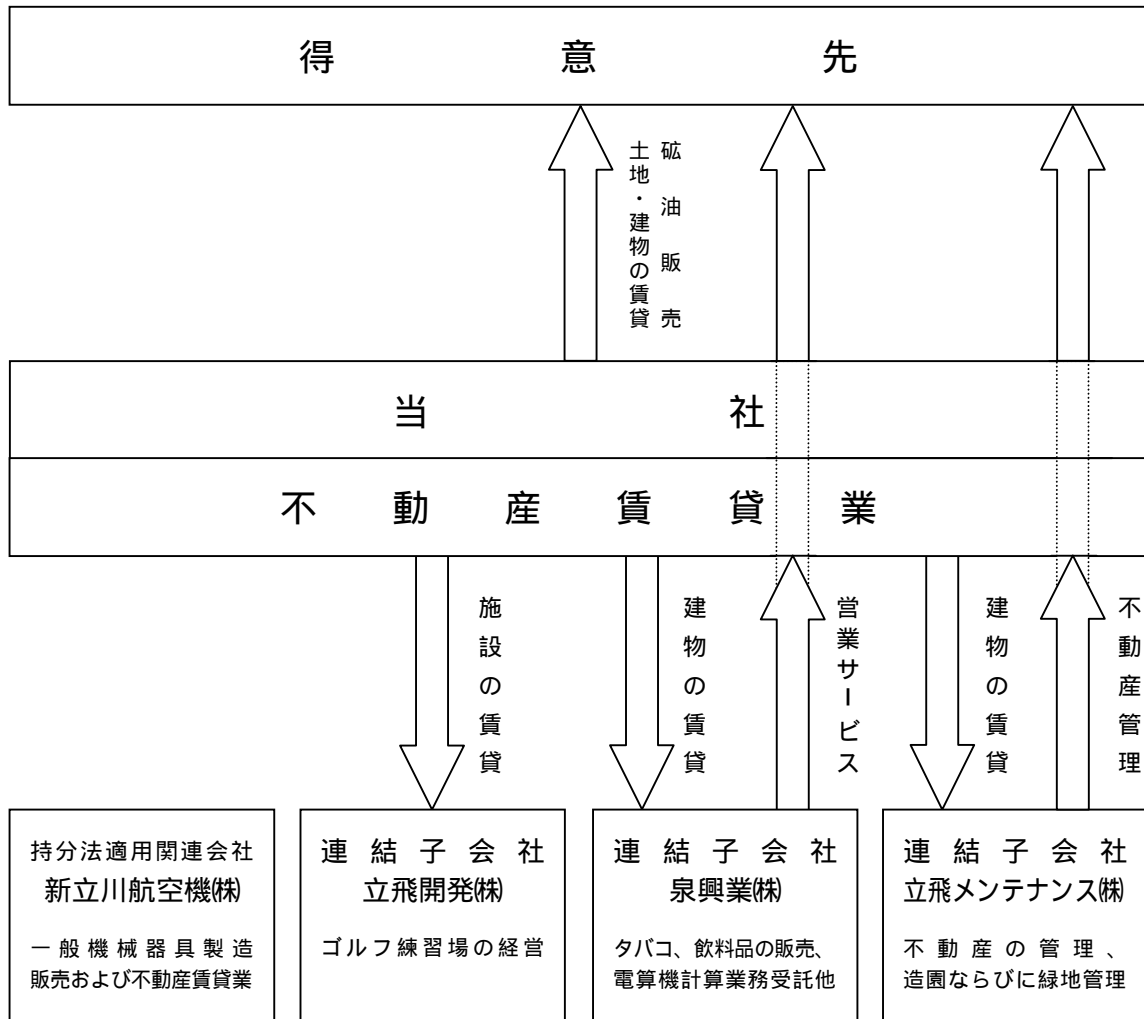 得意先
砿油販売
土地・建物の賃貸
当社
不動産賃貸業
施設の賃貸
建物の賃貸
営業サービス
建物の賃貸
不動産管理
持分法適用関連会社
新立川航空機㈱
一般機械器具製造
販売および不動産賃貸業
連結子会社
立飛開発㈱
ゴルフ練習場の経営
連結子会社
泉興業㈱
タバコ、飲料品の販売、
電算機計算業務受託他
連結子会社
立飛メンテナンス㈱
不動産の管理、
造園ならびに緑地管理